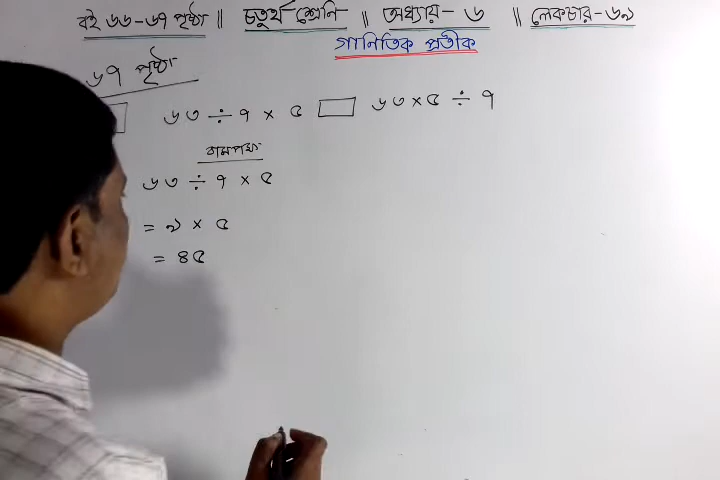 বই ৬৬-৬৭ পৃষ্ঠা || চতুর্থ শ্রেনি || অধ্যায়- ৬ || লেকচার-৬৯
গানিতিক প্রতীক
৬৭ পৃষ্ঠা
৬৩ ÷ ৭ × ৫ □ ৬৩×৫ ÷ ৭
বামপক্ষ
৬৩ ÷ ৭ × ৫
= ৯ × ৫
= ৪৫